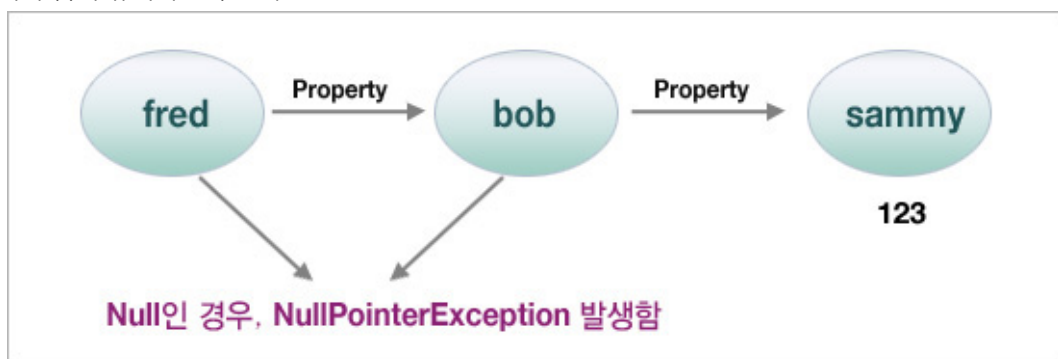 Property
Property
fred
bob
sammy
123
Null인 경우, NullPointerException 발생함